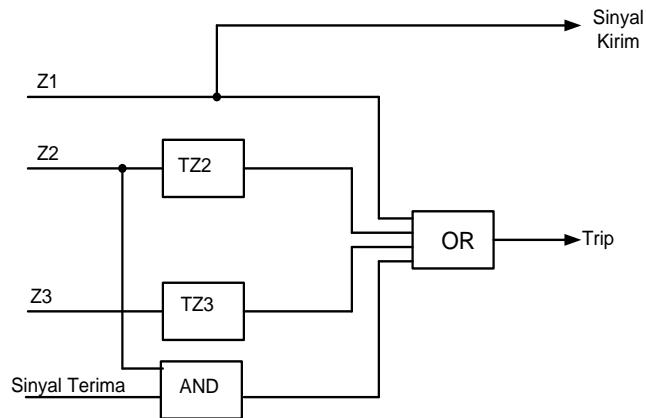 Sinyal
Kirim
Z1
Z2
TZ2
OR
Trip
Z3
TZ3
Sinyal Terima
AND